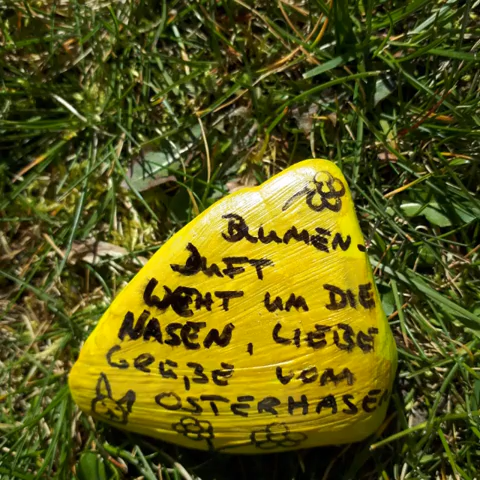 BLUMEN-
DUFT
WEHT UM DIE
NASEN, LIEBE
GRÜßE VOM
OSTERHASEN